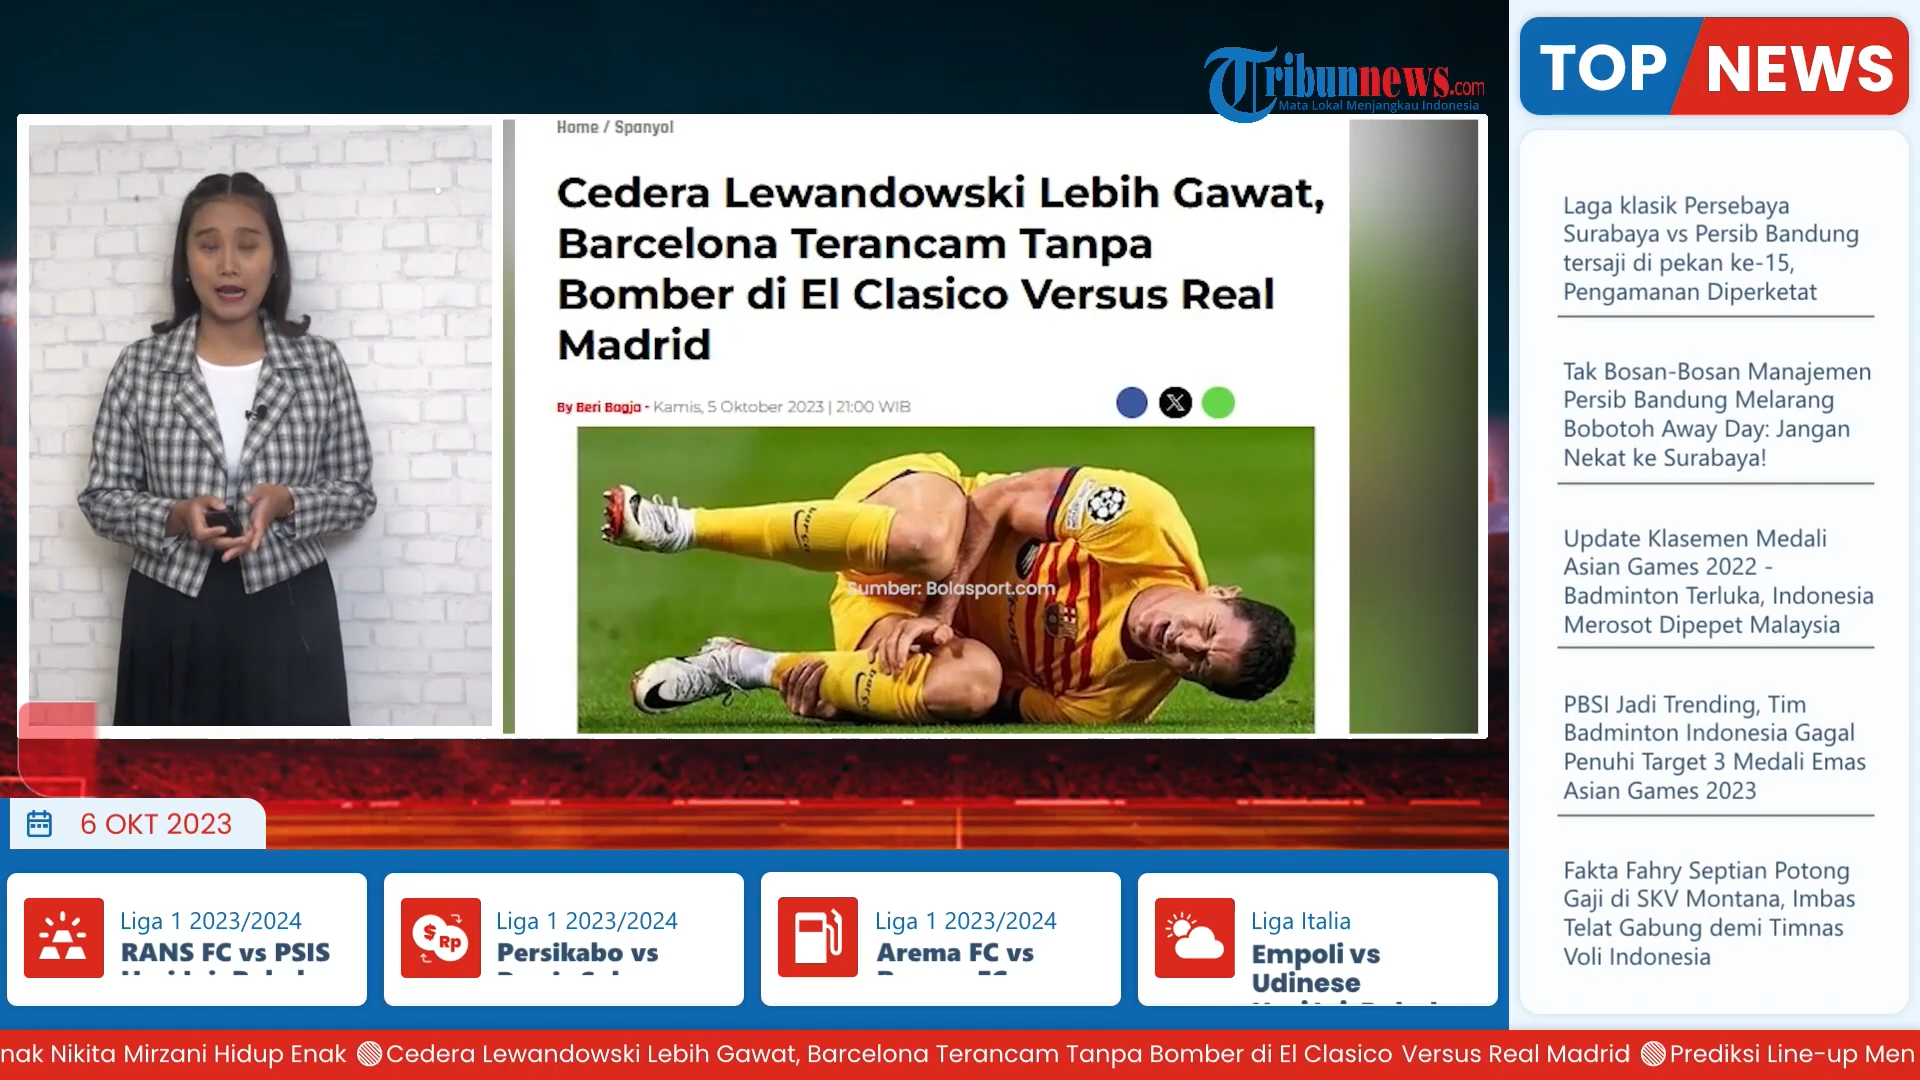 Tribunnews.com
Mata Lokal Menjangkau Indonesia
TOP NEWS
Home / Spanyol
Cedera Lewandowski Lebih Gawat,
Barcelona Terancam Tanpa
Bomber di El Clasico Versus Real
Madrid
By Beri Bagja - Kamis, 5 Oktober 2023 | 21:00 WIB
Sumber: Bolasport.com
Laga klasik Persebaya
Surabaya vs Persib Bandung
tersaji di pekan ke-15,
Pengamanan Diperketat
Tak Bosan-Bosan Manajemen
Persib Bandung Melarang
Bobotoh Away Day: Jangan
Nekat ke Surabaya!
Update Klasemen Medali
Asian Games 2022 -
Badminton Terluka, Indonesia
Merosot Dipepet Malaysia
PBSI Jadi Trending, Tim
Badminton Indonesia Gagal
Penuhi Target 3 Medali Emas
Asian Games 2023
Fakta Fahry Septian Potong
Gaji di SKV Montana, Imbas
Telat Gabung demi Timnas
Voli Indonesia
6 OKT 2023
$ Rp
Liga 1 2023/2024
RANS FC vs PSIS
Liga 1 2023/2024
Persikabo vs
Liga 1 2023/2024
Arema FC vs
Liga Italia
Empoli vs
Udinese
nak Nikita Mirzani Hidup Enak Cedera Lewandowski Lebih Gawat, Barcelona Terancam Tanpa Bomber di El Clasico Versus Real Madrid Prediksi Line-up Men